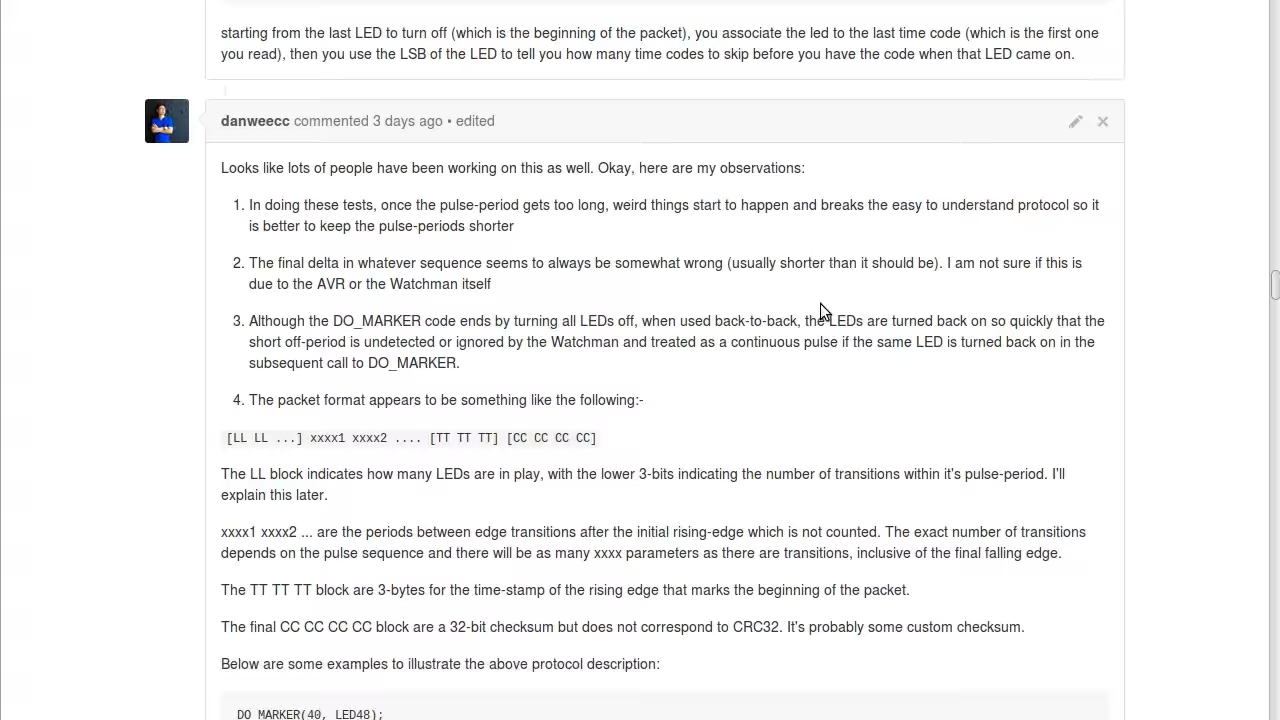 starting from the last LED to turn off (which is the beginning of the packet), you associate the led to the last time code (which is the first one
you read), then you use the LSB of the LED to tell you how many time codes to skip before you have the code when that LED came on.
danweecc commented 3 days ago • edited
Looks like lots of people have been working on this as well. Okay, here are my observations:
1. In doing these tests, once the pulse-period gets too long, weird things start to happen and breaks the easy to understand protocol so it
is better to keep the pulse-periods shorter
2. The final delta in whatever sequence seems to always be somewhat wrong (usually shorter than it should be). I am not sure if this is
due to the AVR or the Watchman itself
3. Although the DO_MARKER code ends by turning all LEDs off, when used back-to-back, the LEDs are turned back on so quickly that the
short off-period is undetected or ignored by the Watchman and treated as a continuous pulse if the same LED is turned back on in the
subsequent call to DO_MARKER.
4. The packet format appears to be something like the following:-
[LL LL ...] xxxx1 xxxx2 .... [TT TT TT] [CC CC CC CC]
The LL block indicates how many LEDs are in play, with the lower 3-bits indicating the number of transitions within it's pulse-period. I'll
explain this later.
xxxx1 xxxx2 ... are the periods between edge transitions after the initial rising-edge which is not counted. The exact number of transitions
depends on the pulse sequence and there will be as many xxxx parameters as there are transitions, inclusive of the final falling edge.
The TT TT TT block are 3-bytes for the time-stamp of the rising edge that marks the beginning of the packet.
The final CC CC CC CC block are a 32-bit checksum but does not correspond to CRC32. It's probably some custom checksum.
Below are some examples to illustrate the above protocol description:
DO_MARKER(40, LED48);